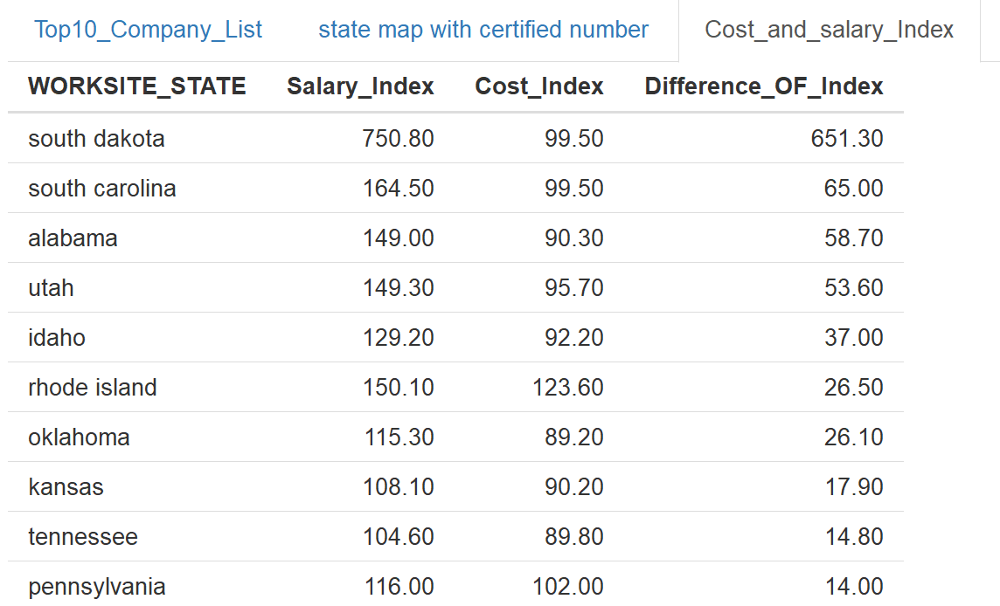 Top10_Company_List state map with certified number Cost_and_salary_Index
WORKSITE_STATE Salary_Index Cost_Index Difference_OF_Index
south dakota 750.80 99.50 651.30
south carolina 164.50 99.50 65.00
alabama 149.00 90.30 58.70
utah 149.30 95.70 53.60
idaho 129.20 92.20 37.00
rhode island 150.10 123.60 26.50
oklahoma 115.30 89.20 26.10
kansas 108.10 90.20 17.90
tennessee 104.60 89.80 14.80
pennsylvania 116.00 102.00 14.00